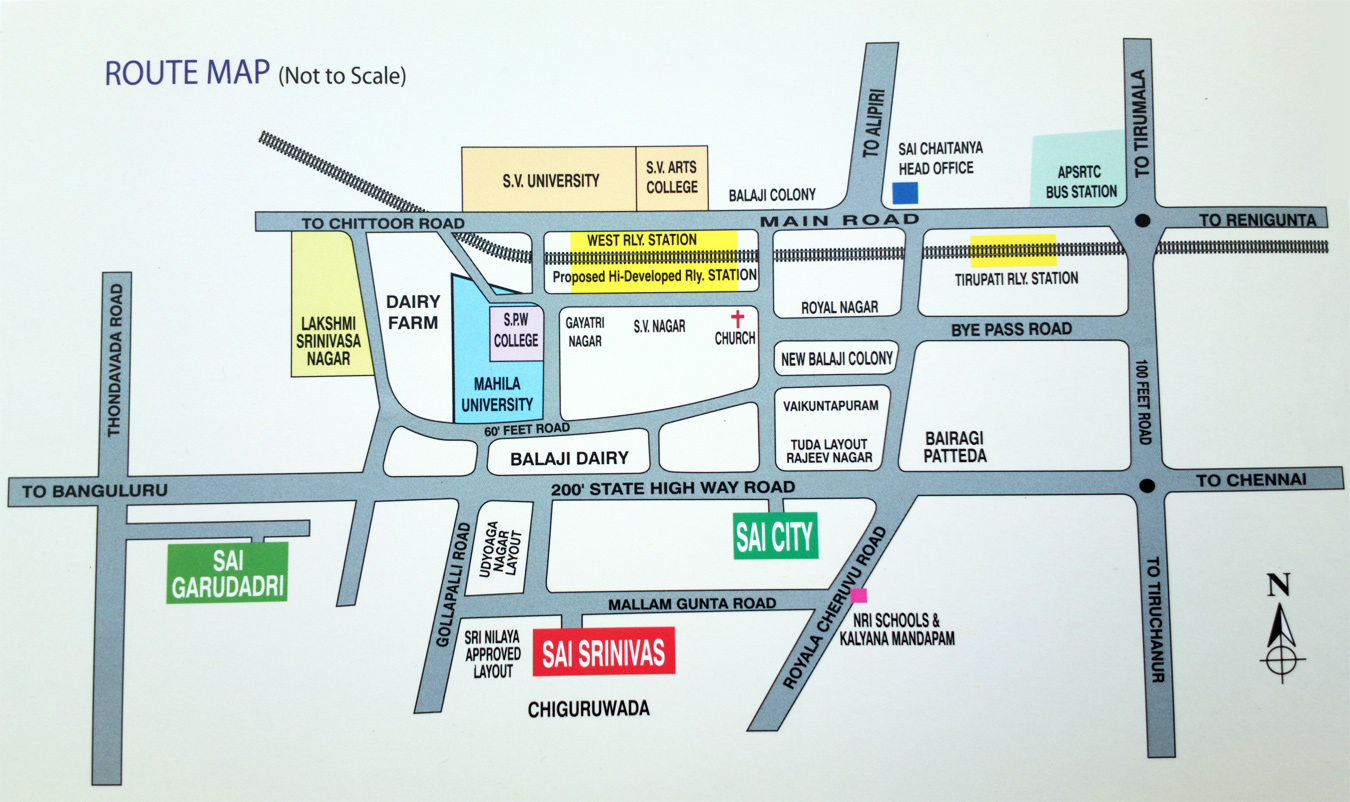 ROUTE MAP (Not to Scale)
TO ALIPIRI
TO TIRUMALA
SAI CHAITANYA
HEAD OFFICE
S.V. UNIVERSITY
S.V. ARTS
COLLEGE
BALAJI COLONY
APSRTC
BUS STATION
TO CHITTOOR ROAD
MAIN ROAD
TO RENIGUNTA
WEST RLY. STATION
Proposed Hi-Developed Rly. STATION
TIRUPATI RLY. STATION
THONDAVADA ROAD
LAKSHMI
SRINIVASA
NAGAR
DAIRY
FARM
S.P.W
COLLEGE
MAHILA
UNIVERSITY
GAYATRI
NAGAR
S.V. NAGAR
CHURCH
ROYAL NAGAR
BYE PASS ROAD
NEW BALAJI COLONY
100 FEET ROAD
VAIKUNTAPURAM
TUDA LAYOUT
RAJEEV NAGAR
BAIRAGI
PATTEDA
60' FEET ROAD
BALAJI DAIRY
TO BANGULURU
200' STATE HIGH WAY ROAD
TO CHENNAI
SAI
GARUDADRI
GOLLAPALLI ROAD
UDYOAGA
NAGAR
LAYOUT
SAI CITY
ROYALA CHERUVU ROAD
TO TIRUCHANUR
MALLAM GUNTA ROAD
NRI SCHOOLS &
KALYANA MANDAPAM
SRI NILAYA
APPROVED
LAYOUT
SAI SRINIVAS
CHIGURUWADA
N